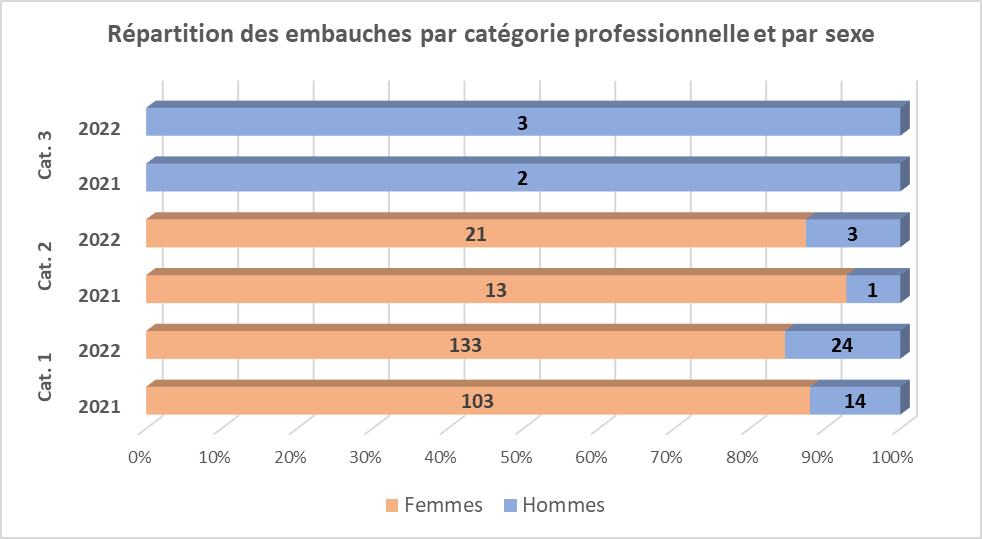 Répartition des embauches par catégorie professionnelle et par sexe
Cat. 3
2022
3
2021
2
Cat. 2
2022
21
3
2021
13
1
Cat. 1
2022
133
24
2021
103
14
0% 10% 20% 30% 40% 50% 60% 70% 80% 90% 100%
Femmes Hommes